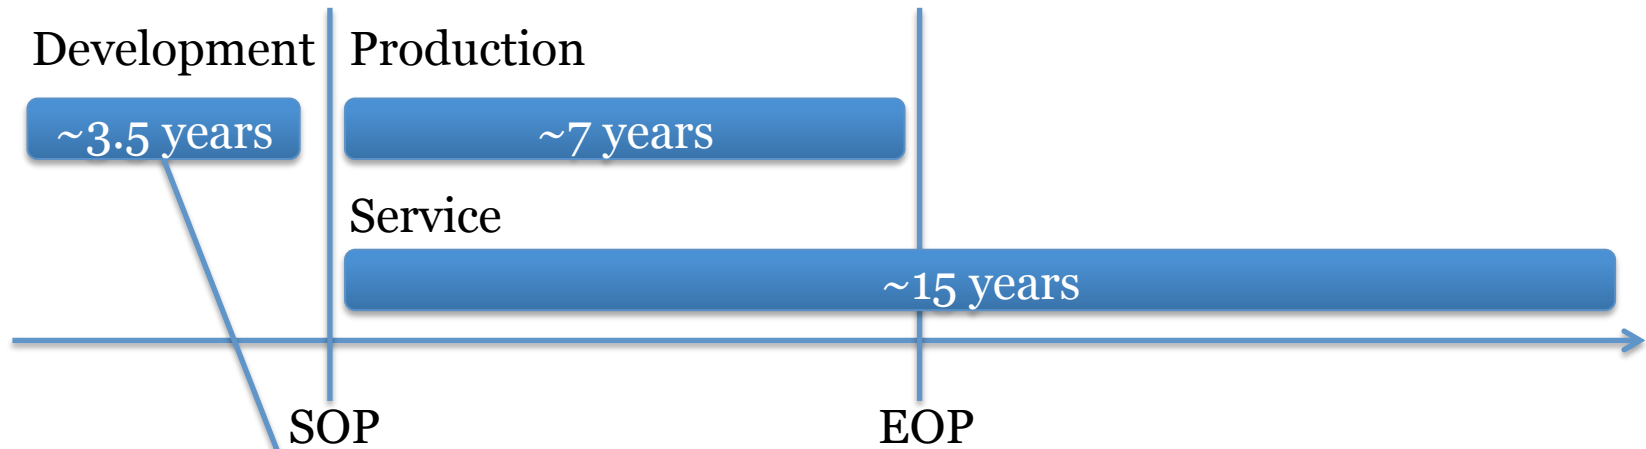 Development
Production
~3.5 years
~7 years
Service
~15 years
SOP
EOP